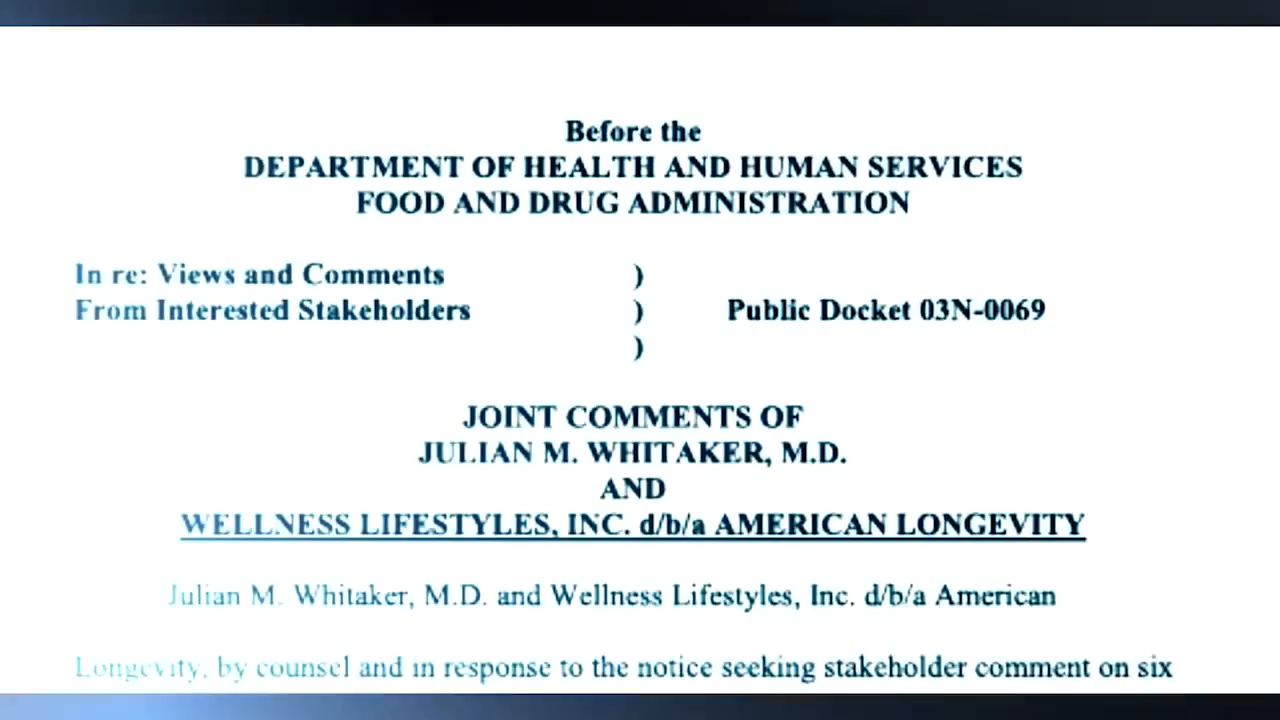 Before the
DEPARTMENT OF HEALTH AND HUMAN SERVICES
FOOD AND DRUG ADMINISTRATION
In re: Views and Comments )
From Interested Stakeholders ) Public Docket 03N-0069
)
JOINT COMMENTS OF
JULIAN M. WHITAKER, M.D.
AND
WELLNESS LIFESTYLES, INC. d/b/a AMERICAN LONGEVITY
Julian M. Whitaker, M.D. and Wellness Lifestyles, Inc. d/b/a American
Longevity, by counsel and in response to the notice seeking stakeholder comment on six